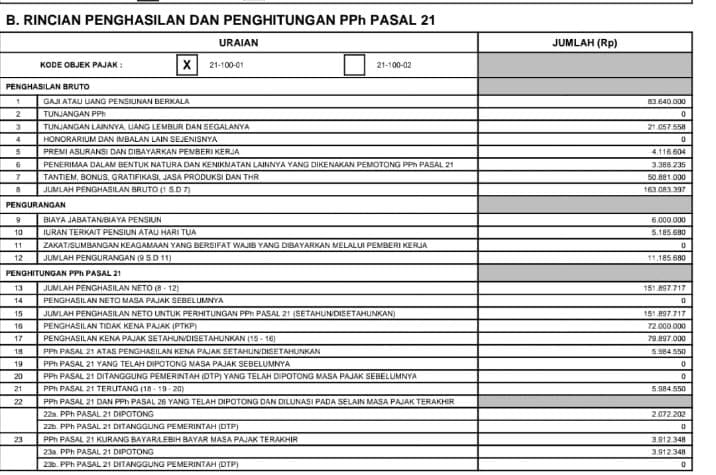 B. RINCIAN PENGHASILAN DAN PENGHITUNGAN PPh PASAL 21
URAIAN JUMLAH (Rp)
KODE OBJEK PAJAK : X 21-100-01 21-100-02
PENGHASILAN BRUTO
1 GAJI ATAU UANG PENSIUNAN BERKALA 83.640.000
2 TUNJANGAN PPh 0
3 TUNJANGAN LAINNYA, UANG LEMBUR DAN SEGALANYA 21.057.558
4 HONORARIUM DAN IMBALAN LAIN SEJENISNYA 0
5 PREMI ASURANSI DAN DIBAYARKAN PEMBERI KERJA 4.118.604
6 PENERIMAA DALAM BENTUK NATURA DAN KENIKMATAN LAINNYA YANG DIKENAKAN PEMOTONG PPh PASAL 21 3.386.235
7 TANTIEM, BONUS, GRATIFIKASI, JASA PRODUKSI DAN THR 50.881.000
8 JUMLAH PENGHASILAN BRUTO (1 S.D 7) 163.083.397
PENGURANGAN
9 BIAYA JABATAN/BIAYA PENSIUN 6.000.000
10 IURAN TERKAIT PENSIUN ATAU HARI TUA 5.185.680
11 ZAKAT/SUMBANGAN KEAGAMAAN YANG BERSIFAT WAJIB YANG DIBAYARKAN MELALUI PEMBERI KERJA 0
12 JUMLAH PENGURANGAN (9 S.D 11) 11.185.680
PENGHITUNGAN PPh PASAL 21
13 JUMLAH PENGHASILAN NETO (8 - 12) 151.897.717
14 PENGHASILAN NETO MASA PAJAK SEBELUMNYA 0
15 JUMLAH PENGHASILAN NETO UNTUK PERHITUNGAN PPh PASAL 21 (SETAHUN/DISETAHUNKAN) 151.897.717
16 PENGHASILAN TIDAK KENA PAJAK (PTKP) 72.000.000
17 PENGHASILAN KENA PAJAK SETAHUN/DISETAHUNKAN (15 - 16) 79.897.000
18 PPh PASAL 21 ATAS PENGHASILAN KENA PAJAK SETAHUN/DISETAHUNKAN 5.984.550
19 PPh PASAL 21 YANG TELAH DIPOTONG MASA PAJAK SEBELUMNYA 0
20 PPh PASAL 21 DITANGGUNG PEMERINTAH (DTP) YANG TELAH DIPOTONG MASA PAJAK SEBELUMNYA 0
21 PPh PASAL 21 TERUTANG (18 - 19 - 20) 5.984.550
22 PPh PASAL 21 DAN PPh PASAL 26 YANG TELAH DIPOTONG DAN DILUNASI PADA SELAIN MASA PAJAK TERAKHIR
22a. PPh PASAL 21 DIPOTONG 2.072.202
22b. PPh PASAL 21 DITANGGUNG PEMERINTAH (DTP) 0
23 PPh PASAL 21 KURANG BAYAR/LEBIH BAYAR MASA PAJAK TERAKHIR 3.912.348
23a. PPh PASAL 21 DIPOTONG 3.912.348
23b. PPh PASAL 21 DITANGGUNG PEMERINTAH (DTP) 0